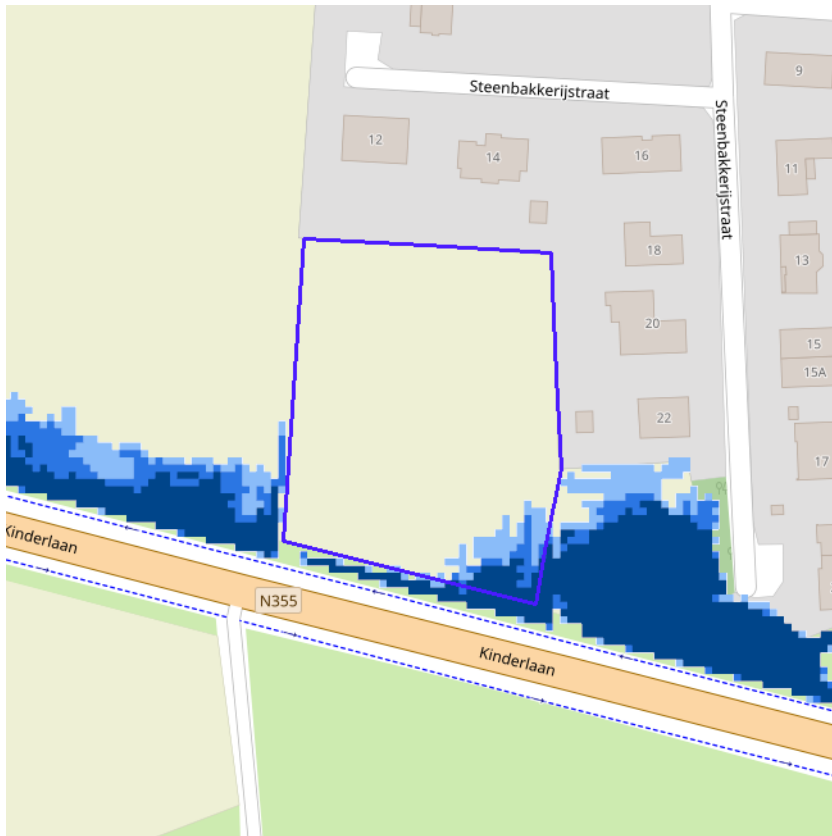 Steenbakkerijstraat
9
12
14
16
11
Steenbakkerijstraat
18
13
20
15
15A
22
17
Kinderlaan
N355
Kinderlaan